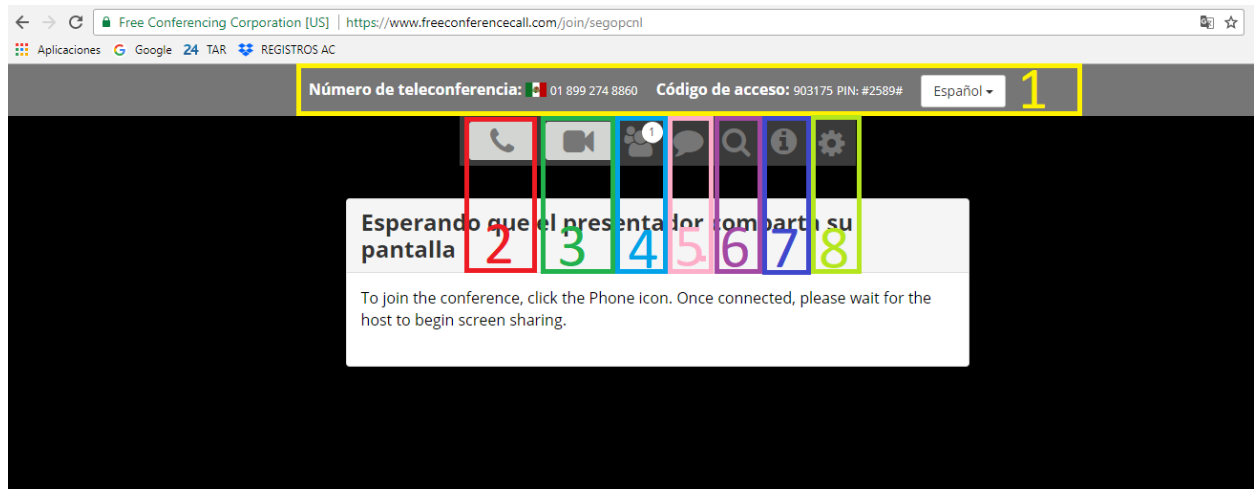 Free Conferencing Corporation [US] | https://www.freeconferencecall.com/join/segopcnl
Aplicaciones G Google 24 TAR REGISTROS AC
Número de teleconferencia: 01 899 274 8860 Código de acceso: 903175 PIN: #2589# Español 1
1
Esperando que el presentador comparta su
pantalla
2 3 4 5 6 7 8
To join the conference, click the Phone icon. Once connected, please wait for the
host to begin screen sharing.